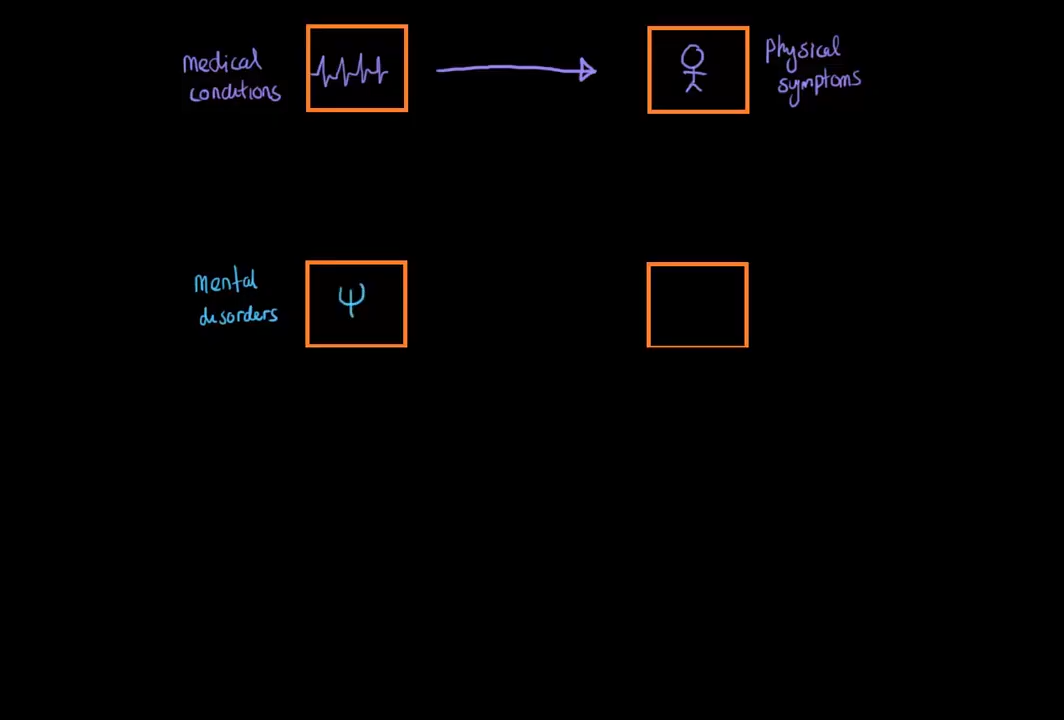 Medical
conditions
Physical
symptoms
Mental
disorders
Ψ